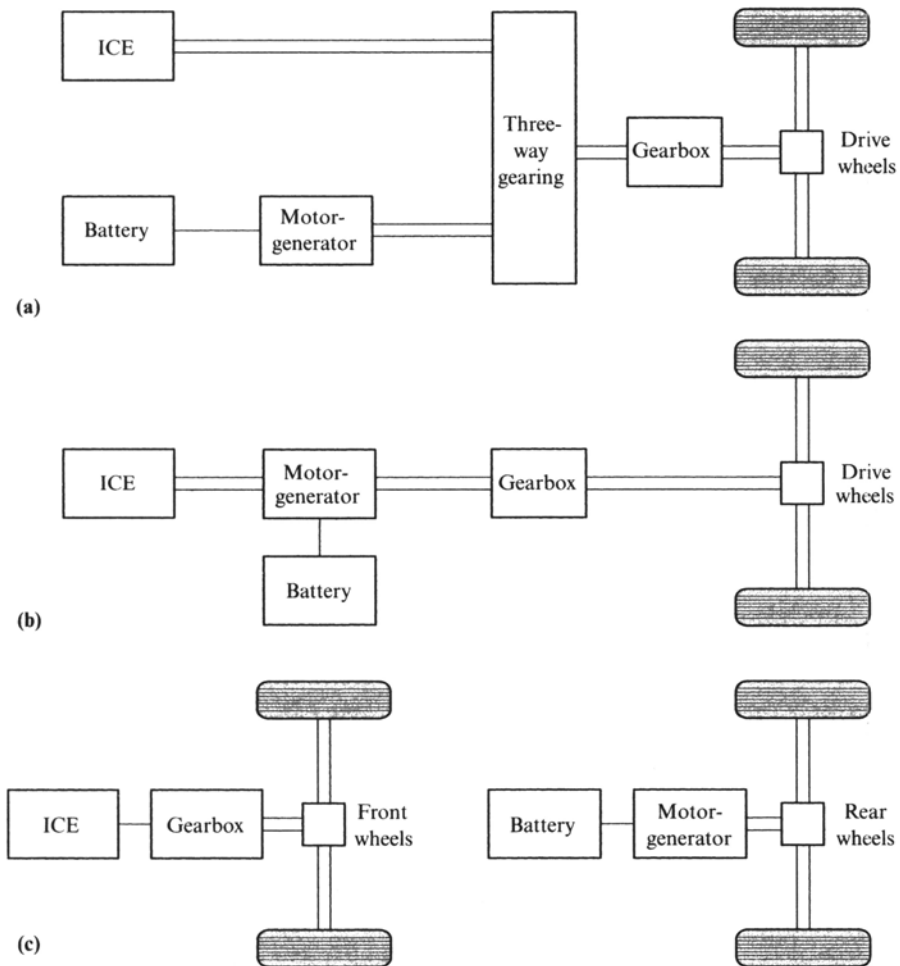 ICE
Three-
way
gearing
Gearbox
Drive
wheels
Battery
Motor-
generator
(a)
ICE
Motor-
generator
Gearbox
Drive
wheels
Battery
(b)
ICE
Gearbox
Front
wheels
Battery
Motor-
generator
Rear
wheels
(c)